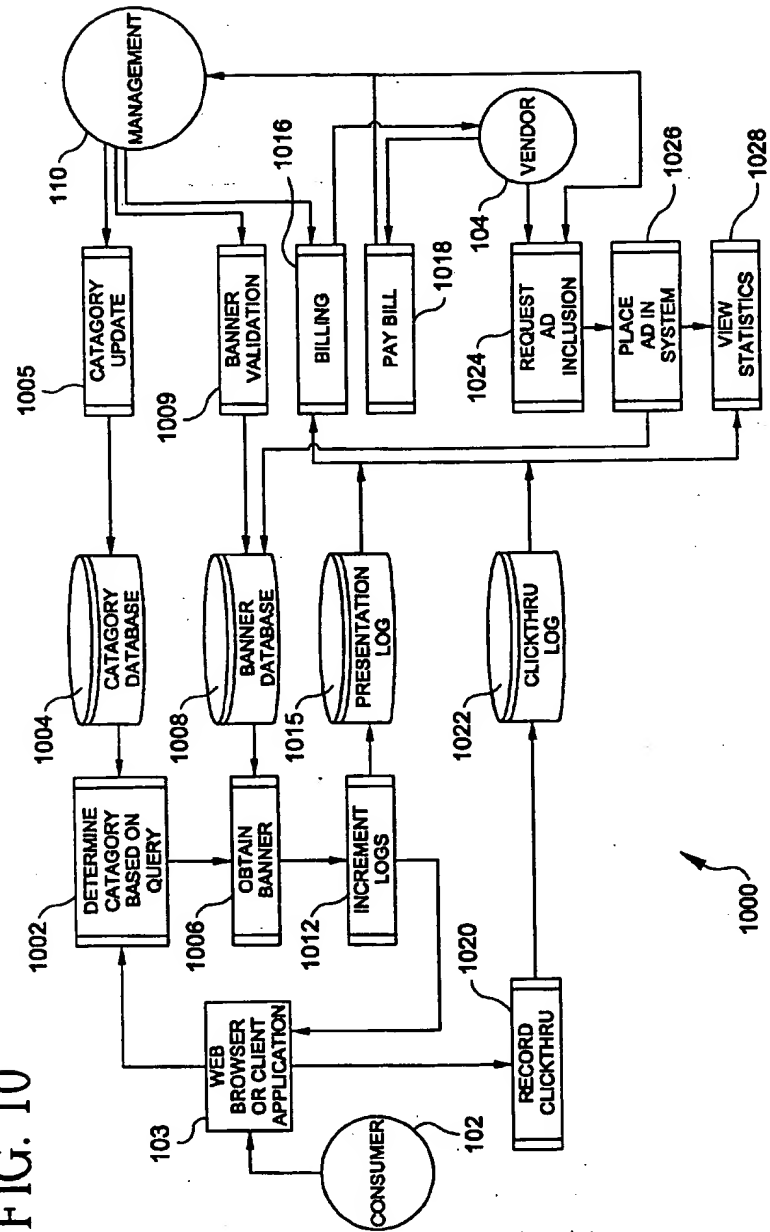 FIG. 10
CONSUMER
102
WEB
BROWSER
OR CLIENT
APPLICATION
103
DETERMINE
CATAGORY
BASED ON
QUERY
1002
OBTAIN
BANNER
1006
INCREMENT
LOGS
1012
RECORD
CLICKTHRU
1020
CATAGORY
DATABASE
1004
BANNER
DATABASE
1008
PRESENTATION
LOG
1015
CLICKTHRU
LOG
1022
CATAGORY
UPDATE
1005
BANNER
VALIDATION
1009
BILLING
1016
PAY BILL
1018
REQUEST
AD
INCLUSION
1024
PLACE
AD IN
SYSTEM
1026
VIEW
STATISTICS
1028
MANAGEMENT
110
VENDOR
104
1000